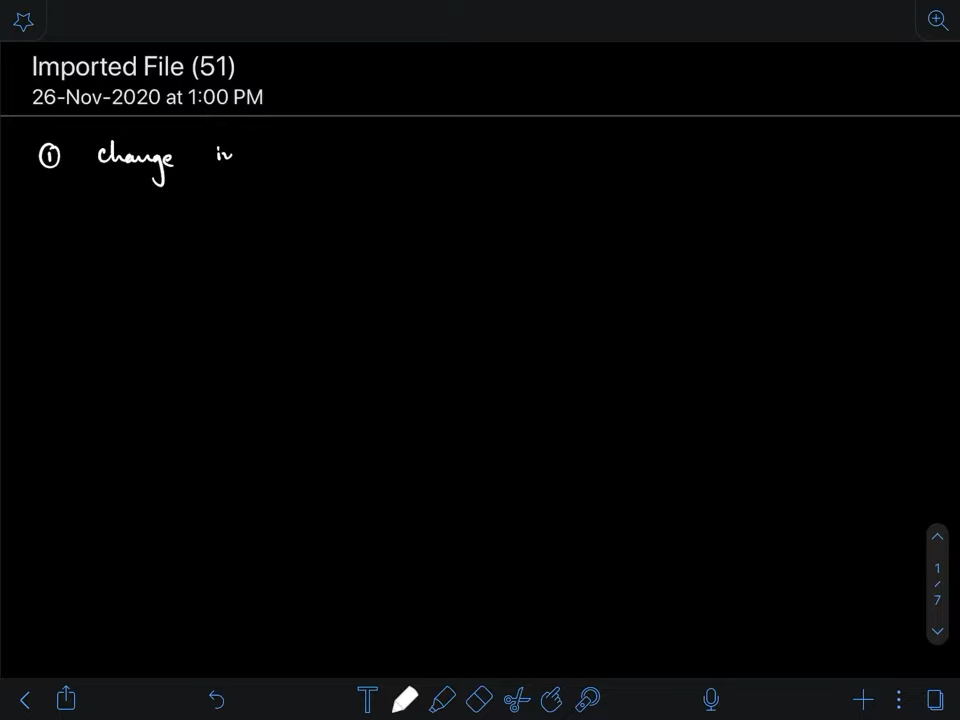 Imported File (51)
26-Nov-2020 at 1:00 PM
① change in
1
/
7
T